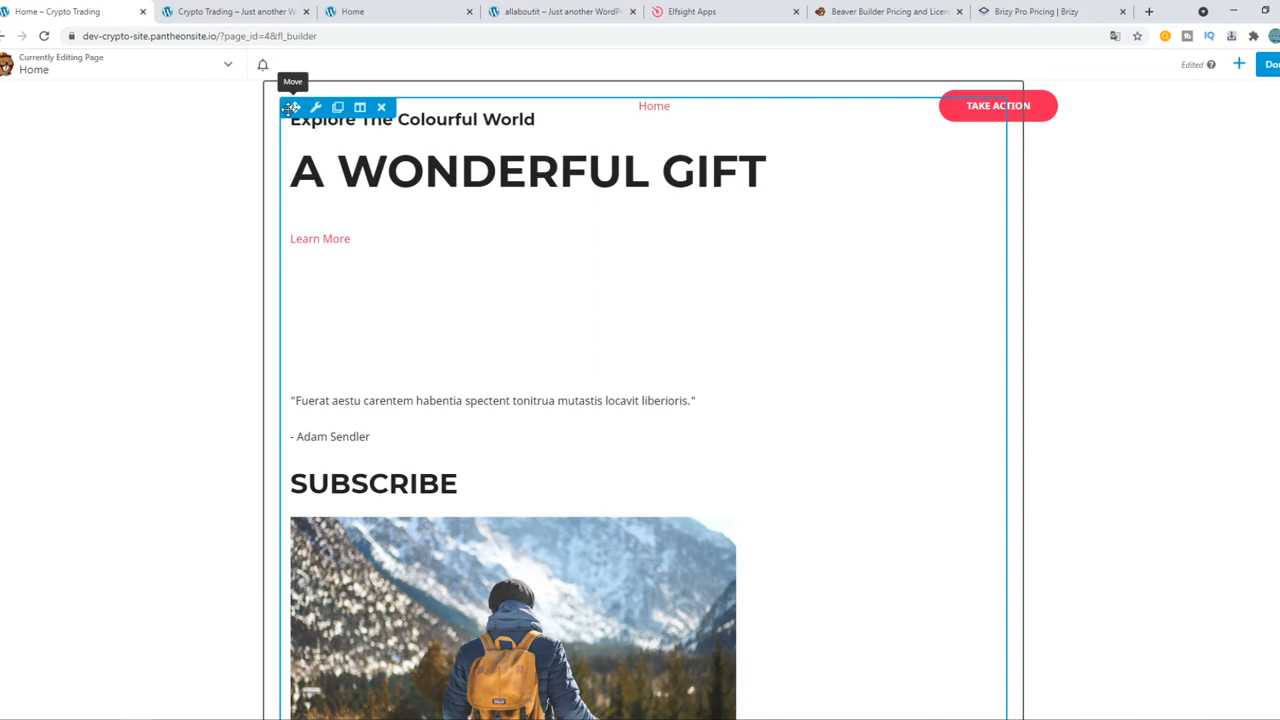 Home – Crypto Trading
Crypto Trading – Just another W
Home
allaboutit – Just another WordP
Elfsight Apps
Beaver Builder Pricing and Licen
Brizy Pro Pricing | Brizy
dev-crypto-site.pantheonsite.io/?page_id=4&fl_builder
Currently Editing Page
Home
Edited
Do
Move
Home
TAKE ACTION
Explore The Colourful World
A WONDERFUL GIFT
Learn More
"Fuerat aestu carentem habentia spectent tonitrua mutastis locavit liberioris."
- Adam Sendler
SUBSCRIBE